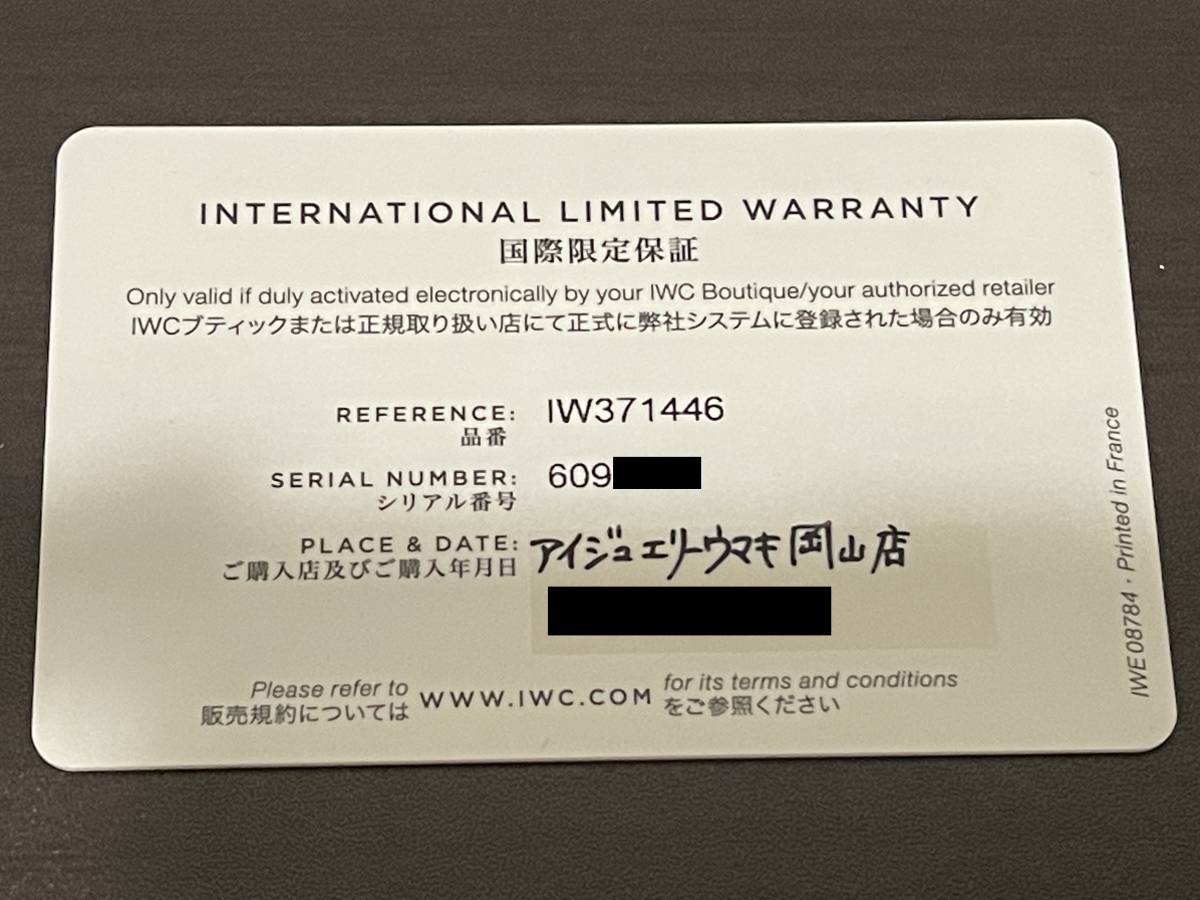 INTERNATIONAL LIMITED WARRANTY
国際限定保証
Only valid if duly activated electronically by your IWC Boutique/your authorized retailer
IWCブティックまたは正規取り扱い店にて正式に弊社システムに登録された場合のみ有効
REFERENCE: IW371446
品番
SERIAL NUMBER: 609
シリアル番号
PLACE & DATE: アイジュエリーウマキ岡山店
ご購入店及びご購入年月日
Please refer to WWW.IWC.COM for its terms and conditions
販売規約については をご参照ください
IWE 08784 · Printed in France